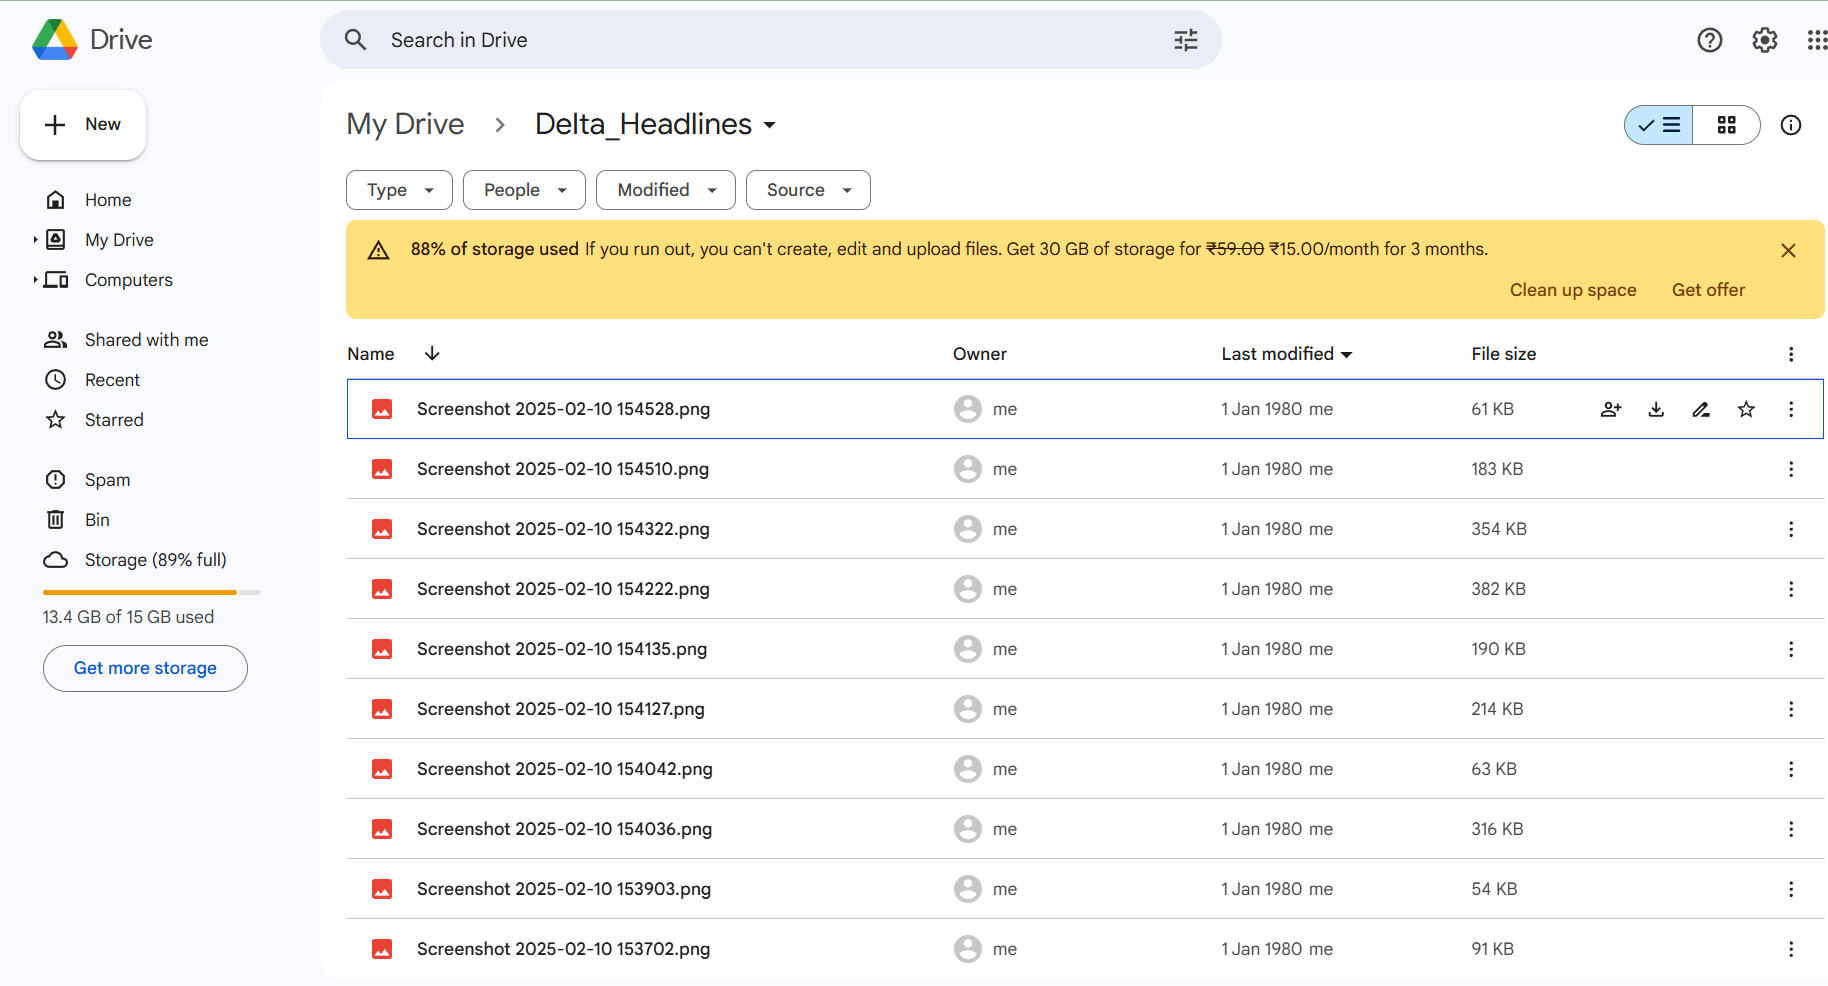 Drive
Search in Drive
New
Home
My Drive
Computers
Shared with me
Recent
Starred
Spam
Bin
Storage (89% full)
13.4 GB of 15 GB used
Get more storage
My Drive > Delta_Headlines
Type People Modified Source
88% of storage used If you run out, you can't create, edit and upload files. Get 30 GB of storage for ₹59.00 ₹15.00/month for 3 months.
Clean up space Get offer
Name Owner Last modified File size
Screenshot 2025-02-10 154528.png me 1 Jan 1980 me 61 KB
Screenshot 2025-02-10 154510.png me 1 Jan 1980 me 183 KB
Screenshot 2025-02-10 154322.png me 1 Jan 1980 me 354 KB
Screenshot 2025-02-10 154222.png me 1 Jan 1980 me 382 KB
Screenshot 2025-02-10 154135.png me 1 Jan 1980 me 190 KB
Screenshot 2025-02-10 154127.png me 1 Jan 1980 me 214 KB
Screenshot 2025-02-10 154042.png me 1 Jan 1980 me 63 KB
Screenshot 2025-02-10 154036.png me 1 Jan 1980 me 316 KB
Screenshot 2025-02-10 153903.png me 1 Jan 1980 me 54 KB
Screenshot 2025-02-10 153702.png me 1 Jan 1980 me 91 KB